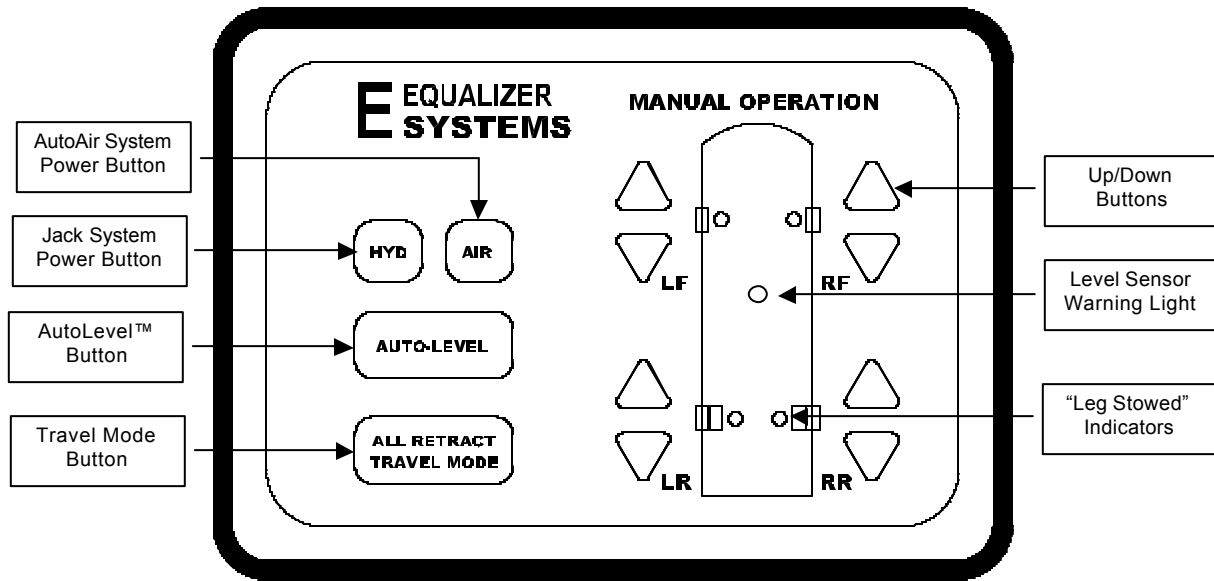 E EQUALIZER
SYSTEMS
MANUAL OPERATION
AutoAir System
Power Button
Jack System
Power Button
AutoLevel™
Button
Travel Mode
Button
HYD
AIR
AUTO-LEVEL
ALL RETRACT
TRAVEL MODE
LF
RF
LR
RR
Up/Down
Buttons
Level Sensor
Warning Light
“Leg Stowed”
Indicators